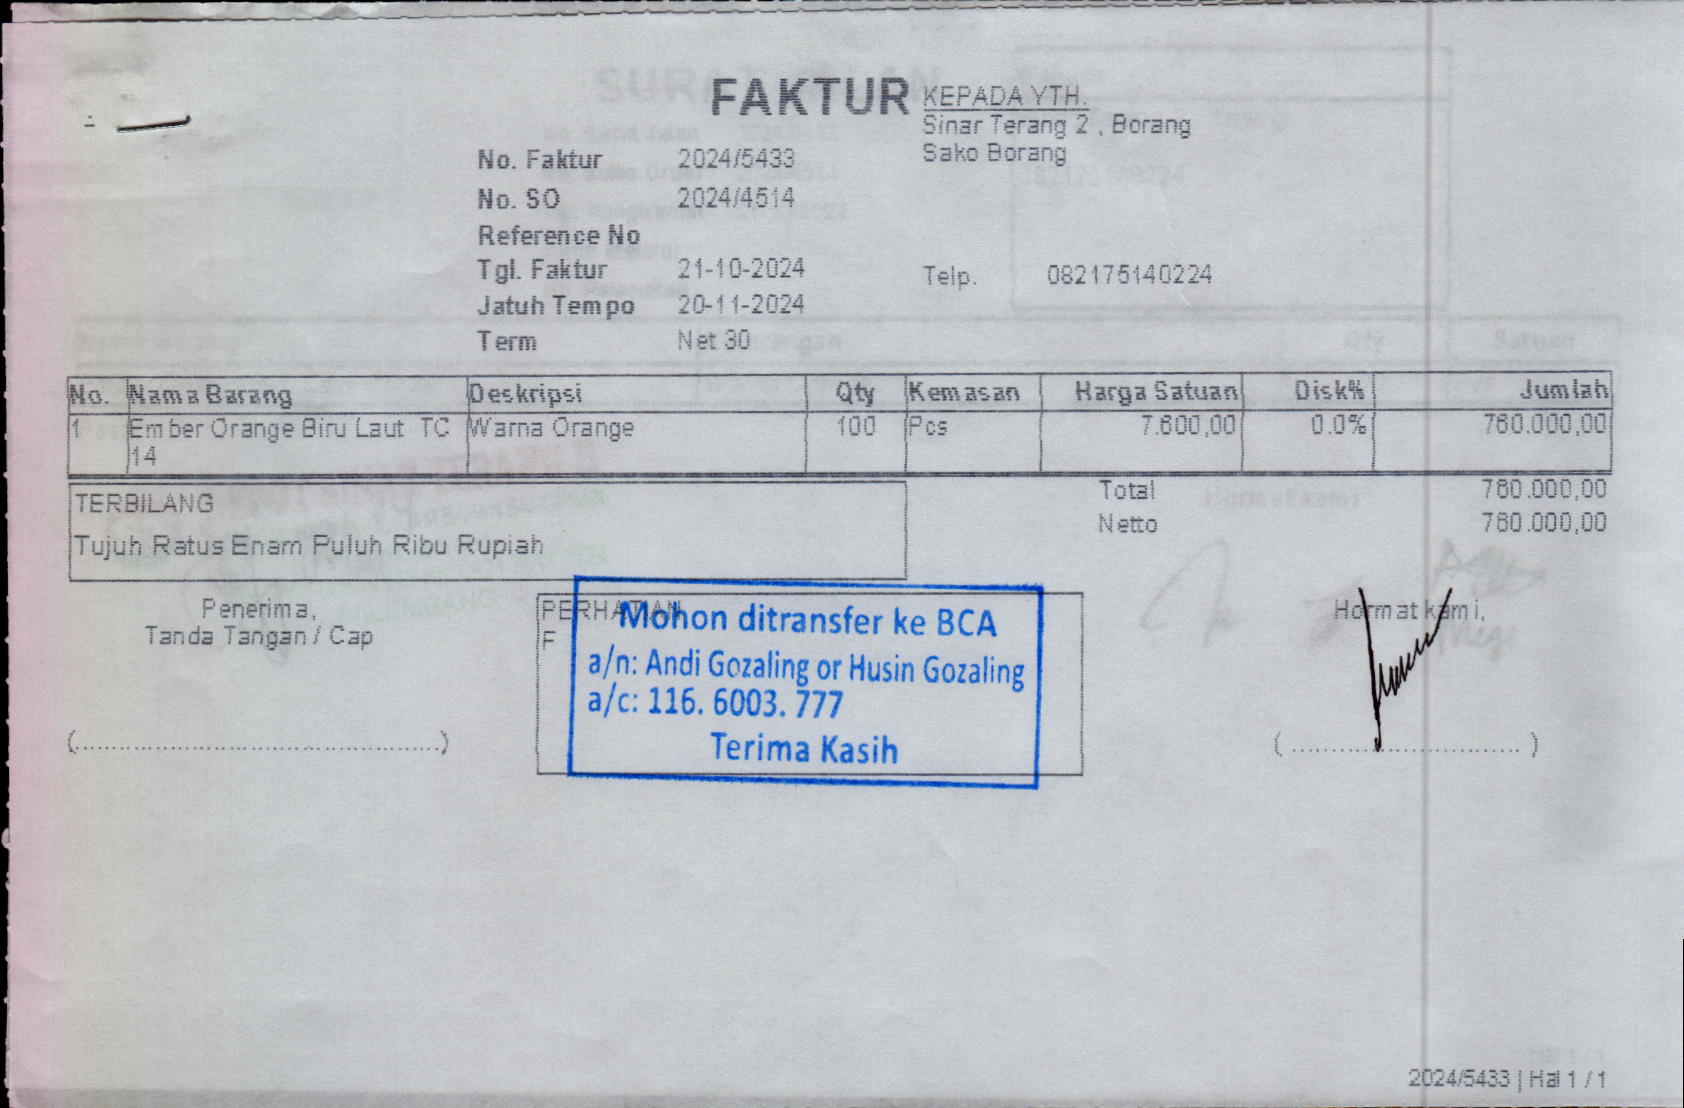 FAKTUR
KEPADA YTH.
Sinar Terang 2 , Borang
Sako Borang
No. Faktur 2024/5433
No. SO 2024/4514
Reference No
Tgl. Faktur 21-10-2024
Telp. 082175140224
Jatuh Tempo 20-11-2024
Term Net 30
No. Nama Barang Deskripsi Qty Kemasan Harga Satuan Disk% Jumlah
1 Ember Orange Biru Laut TC Warna Orange 100 Pcs 7.600,00 0.0% 760.000,00
14
TERBILANG
Tujuh Ratus Enam Puluh Ribu Rupiah
Total 760.000,00
Netto 760.000,00
Penerima,
Tanda Tangan / Cap
PERHATIAN
F
Mohon ditransfer ke BCA
a/n: Andi Gozaling or Husin Gozaling
a/c: 116. 6003. 777
Terima Kasih
Hormat kami,
2024/5433 | Hal 1 / 1